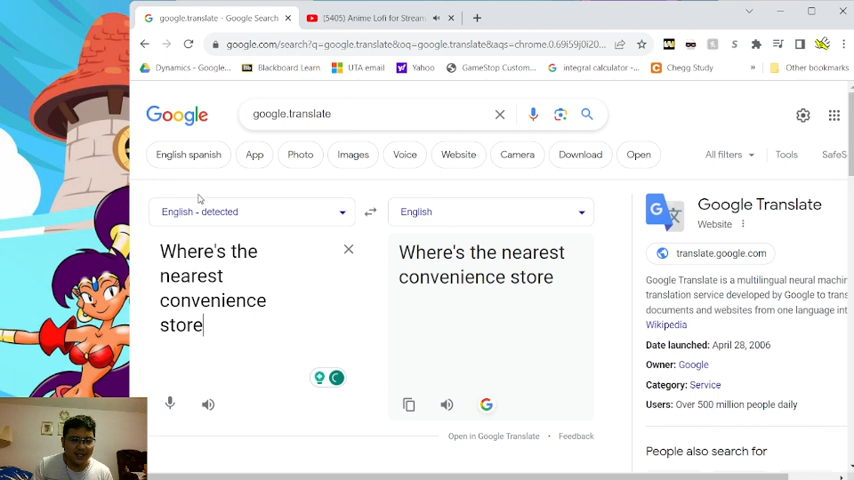 google.translate - Google Search
(5405) Anime Lofi for Stream
google.com/search?q=google.translate&oq=google.translate&aqs=chrome.0.69i59j0i20...
Dynamics - Google...
Blackboard Learn
UTA email
Yahoo
GameStop Custom...
integral calculator -...
Chegg Study
»
Other bookmarks
Google
google.translate
English spanish
App
Photo
Images
Voice
Website
Camera
Download
Open
All filters
Tools
SafeS
English - detected
English
Where's the
nearest
convenience
store
Where's the nearest
convenience store
Open in Google Translate • Feedback
Google Translate
Website
translate.google.com
Google Translate is a multilingual neural machin
translation service developed by Google to trans
documents and websites from one language int
Wikipedia
Date launched: April 28, 2006
Owner: Google
Category: Service
Users: Over 500 million people daily
People also search for